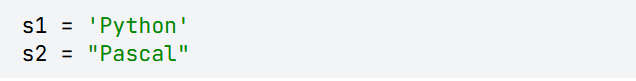 s1 = 'Python'
s2 = "Pascal"